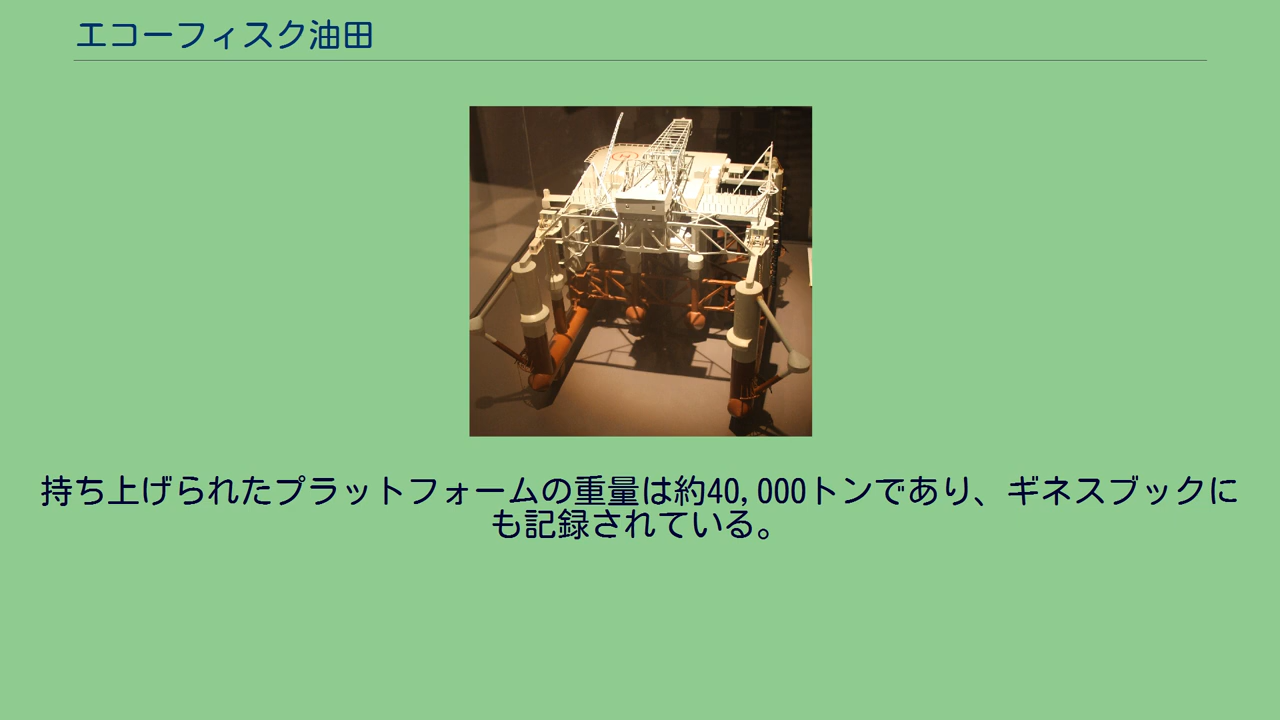 エコーフィスク油田
持ち上げられたプラットフォームの重量は約40,000トンであり、ギネスブックに
も記録されている。